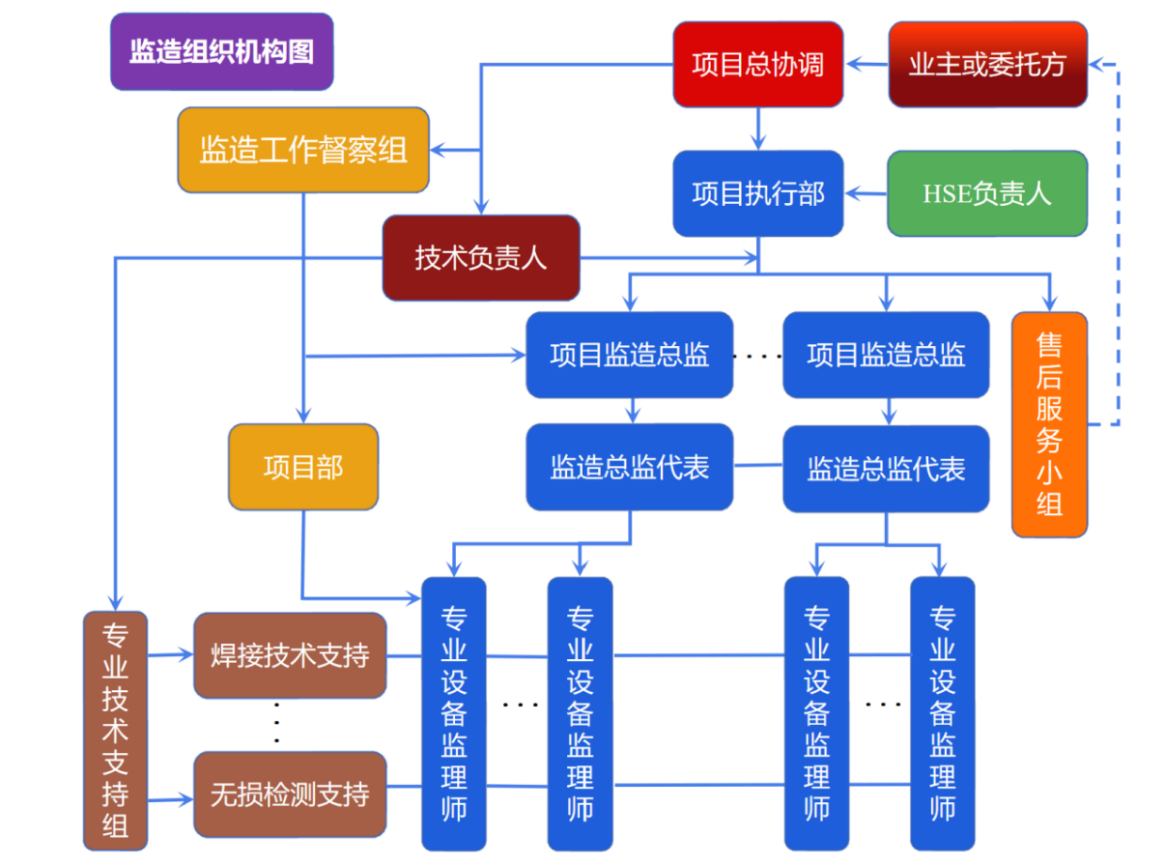 监造组织机构图
项目总协调
业主或委托方
监造工作督察组
项目执行部
HSE负责人
技术负责人
项目监造总监
项目监造总监
售后服务小组
项目部
监造总监代表
监造总监代表
专业技术支持组
焊接技术支持
无损检测支持
专业设备监理师
专业设备监理师
专业设备监理师
专业设备监理师